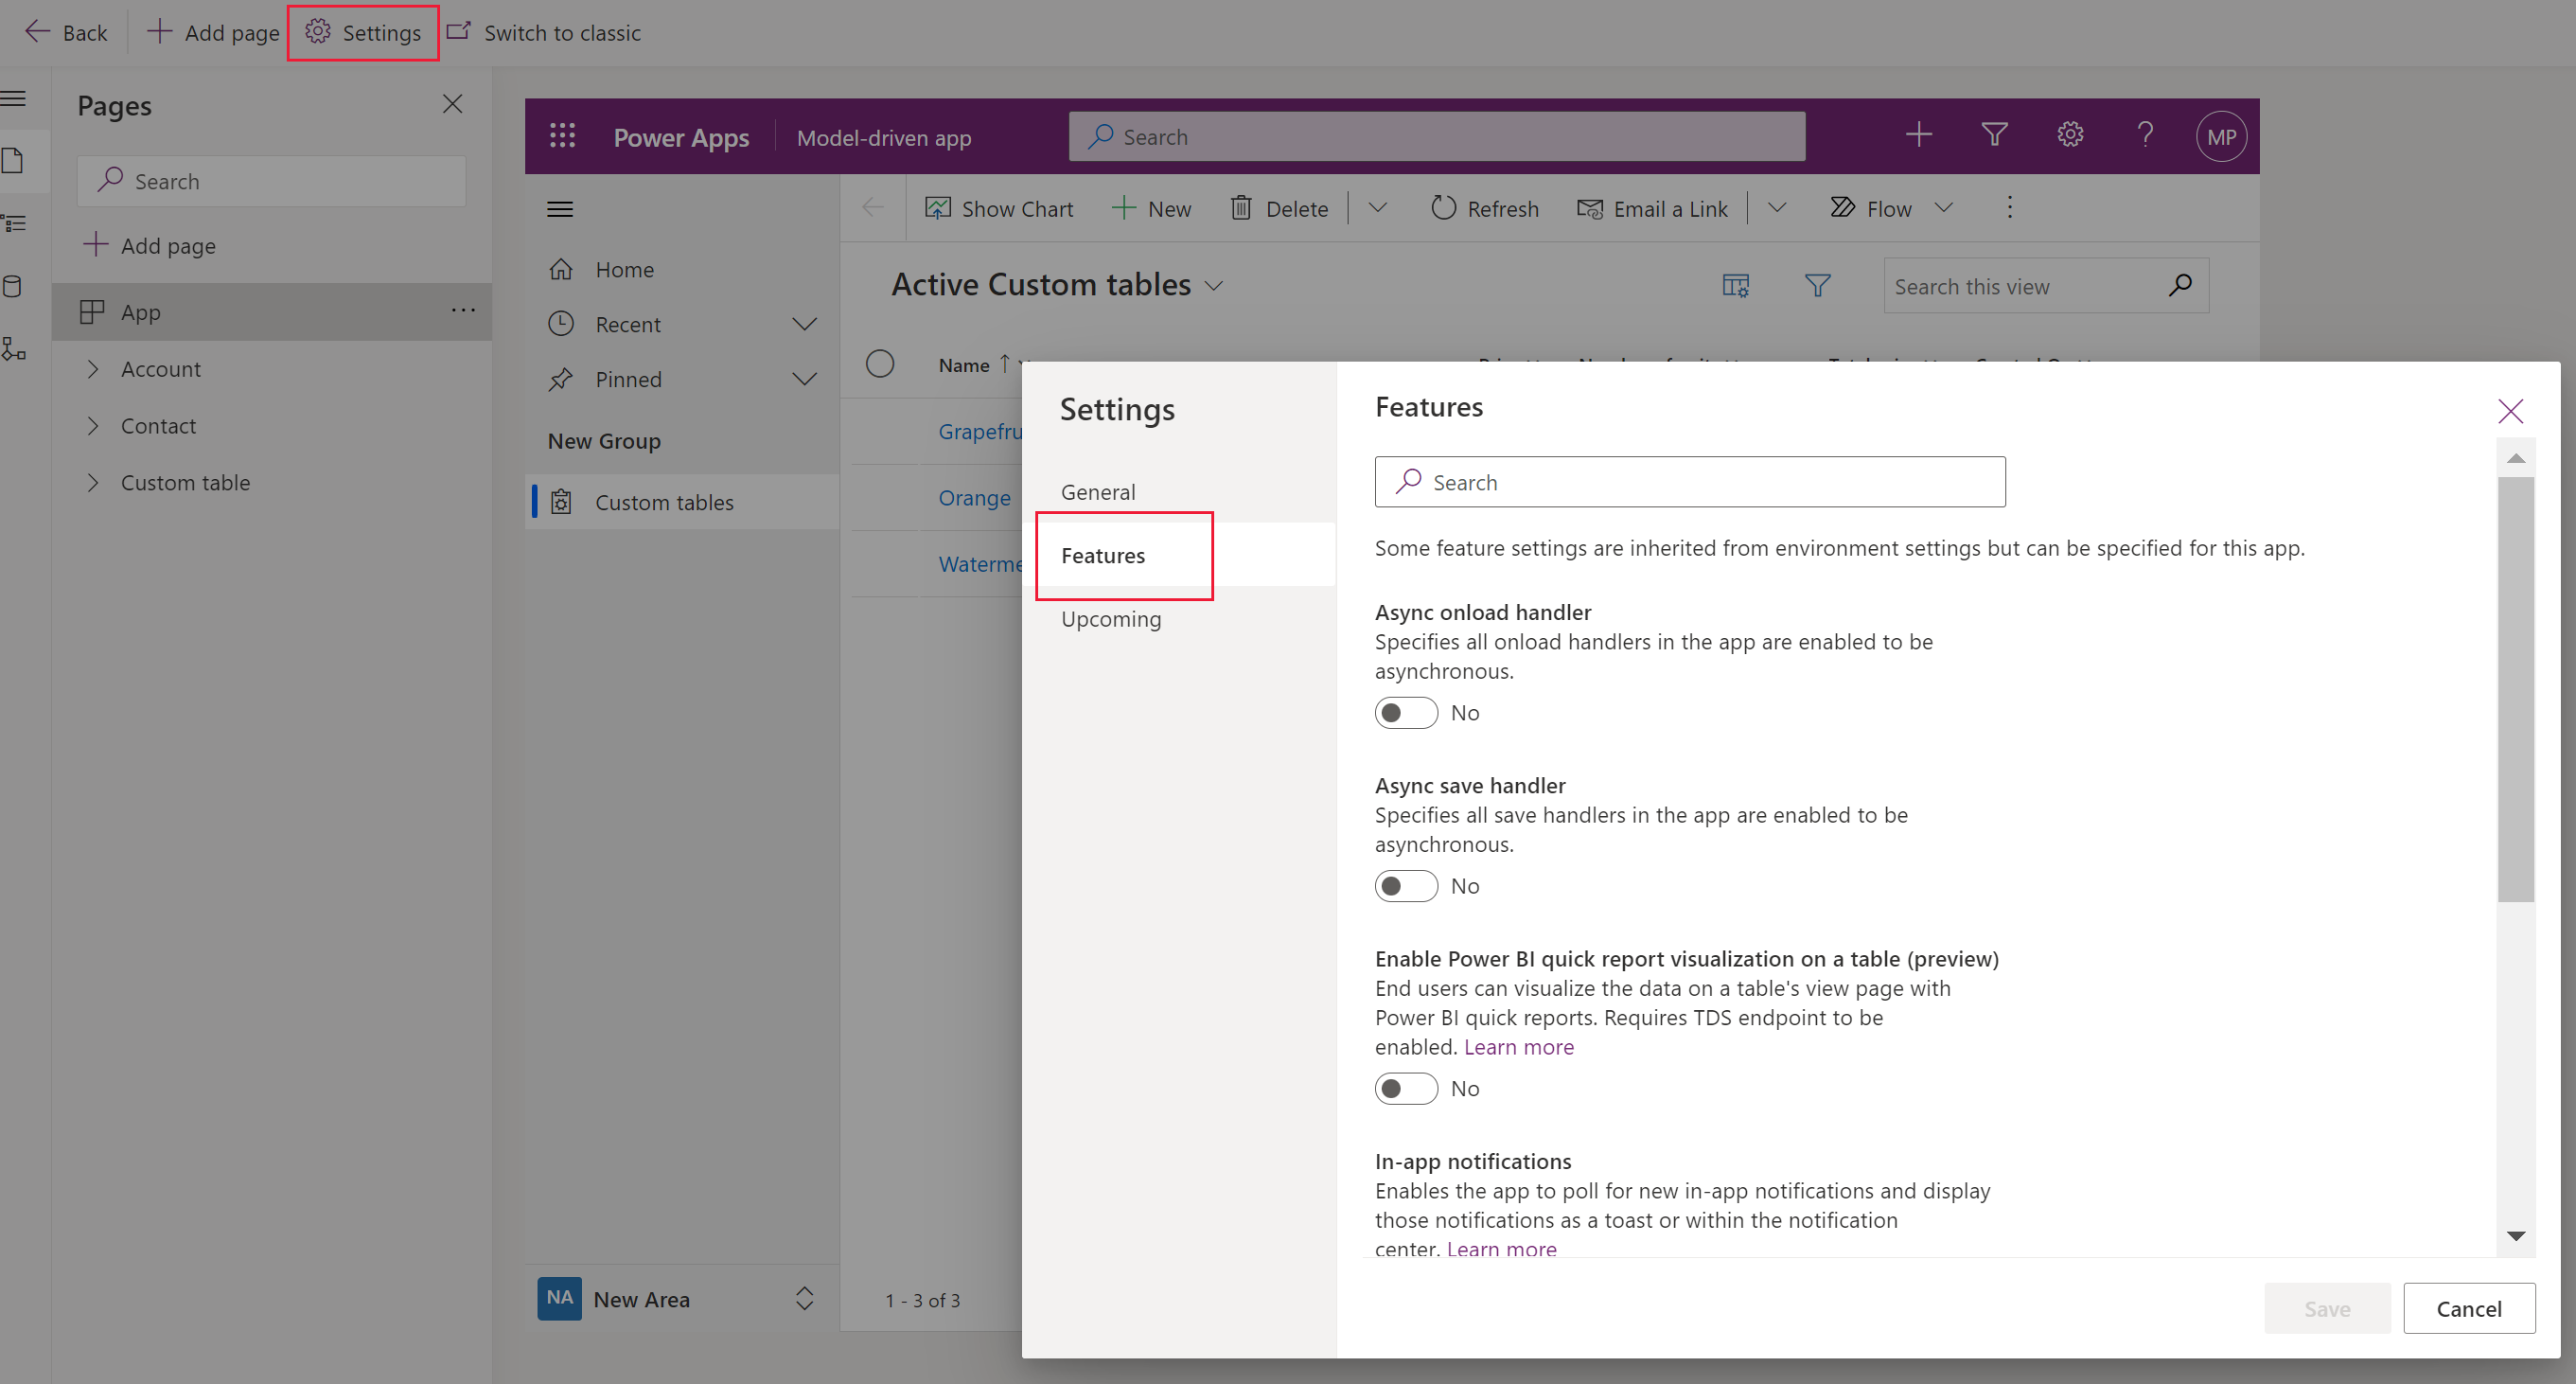 Back
Add page
Settings
Switch to classic
Pages
Search
Add page
App
Account
Contact
Custom table
Power Apps
Model-driven app
Search
MP
Show Chart
New
Delete
Refresh
Email a Link
Flow
Home
Recent
Pinned
New Group
Custom tables
NA
New Area
Active Custom tables
Search this view
Name
Grapefru
Orange
Waterme
1 - 3 of 3
Settings
General
Features
Upcoming
Features
Search
Some feature settings are inherited from environment settings but can be specified for this app.
Async onload handler
Specifies all onload handlers in the app are enabled to be
asynchronous.
No
Async save handler
Specifies all save handlers in the app are enabled to be
asynchronous.
No
Enable Power BI quick report visualization on a table (preview)
End users can visualize the data on a table's view page with
Power BI quick reports. Requires TDS endpoint to be
enabled. Learn more
No
In-app notifications
Enables the app to poll for new in-app notifications and display
those notifications as a toast or within the notification
center. Learn more
Save
Cancel